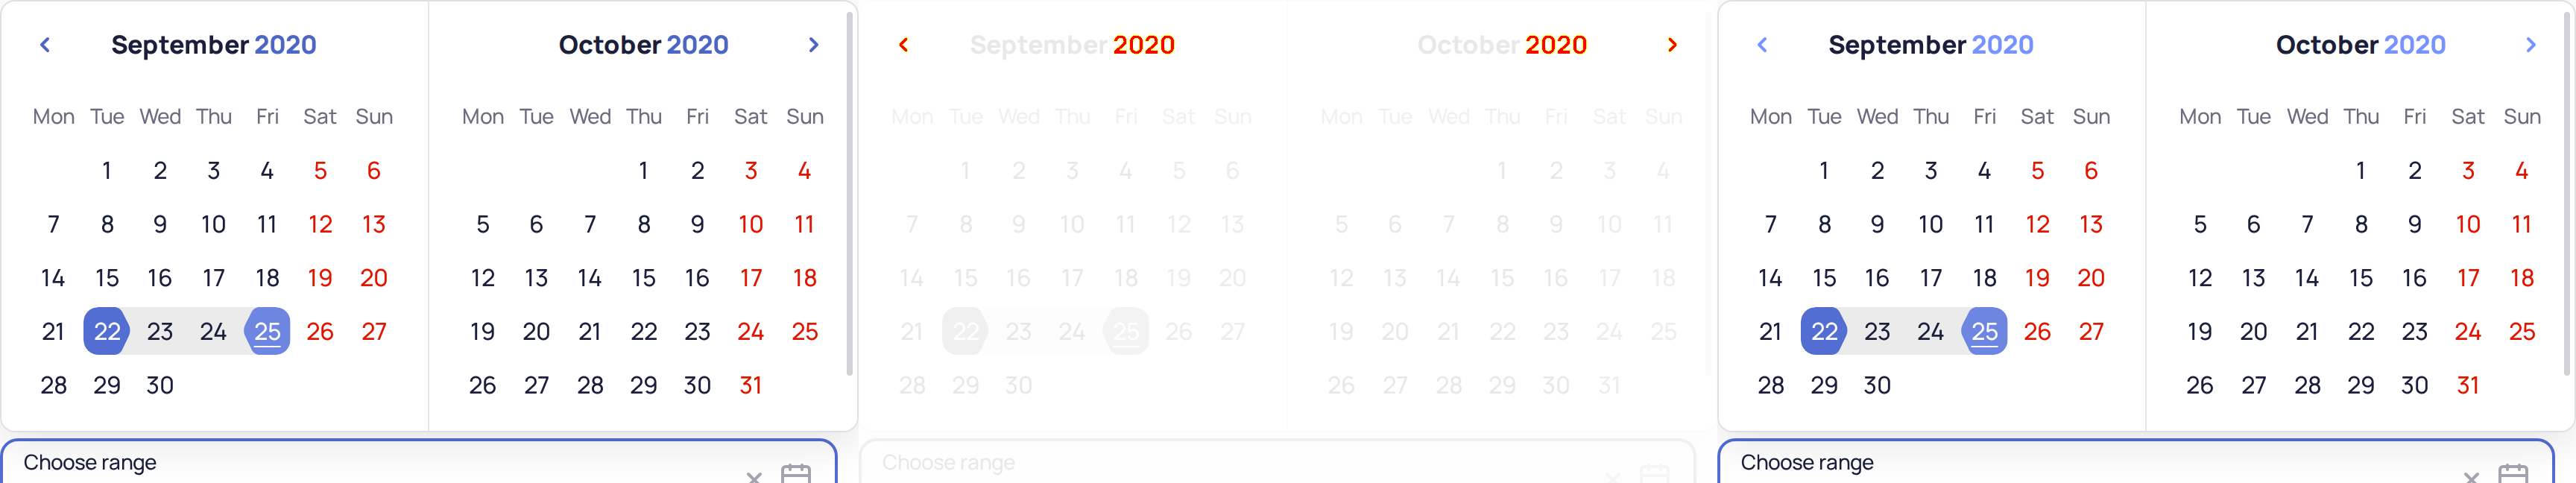 September 2020 October 2020
Mon Tue Wed Thu Fri Sat Sun Mon Tue Wed Thu Fri Sat Sun
1 2 3 4 5 6 1 2 3 4
7 8 9 10 11 12 13 5 6 7 8 9 10 11
14 15 16 17 18 19 20 12 13 14 15 16 17 18
21 22 23 24 25 26 27 19 20 21 22 23 24 25
28 29 30 26 27 28 29 30 31
Choose range
September 2020 October 2020
Mon Tue Wed Thu Fri Sat Sun Mon Tue Wed Thu Fri Sat Sun
1 2 3 4 5 6 1 2 3 4
7 8 9 10 11 12 13 5 6 7 8 9 10 11
14 15 16 17 18 19 20 12 13 14 15 16 17 18
21 22 23 24 25 26 27 19 20 21 22 23 24 25
28 29 30 26 27 28 29 30 31
Choose range
September 2020 October 2020
Mon Tue Wed Thu Fri Sat Sun Mon Tue Wed Thu Fri Sat Sun
1 2 3 4 5 6 1 2 3 4
7 8 9 10 11 12 13 5 6 7 8 9 10 11
14 15 16 17 18 19 20 12 13 14 15 16 17 18
21 22 23 24 25 26 27 19 20 21 22 23 24 25
28 29 30 26 27 28 29 30 31
Choose range